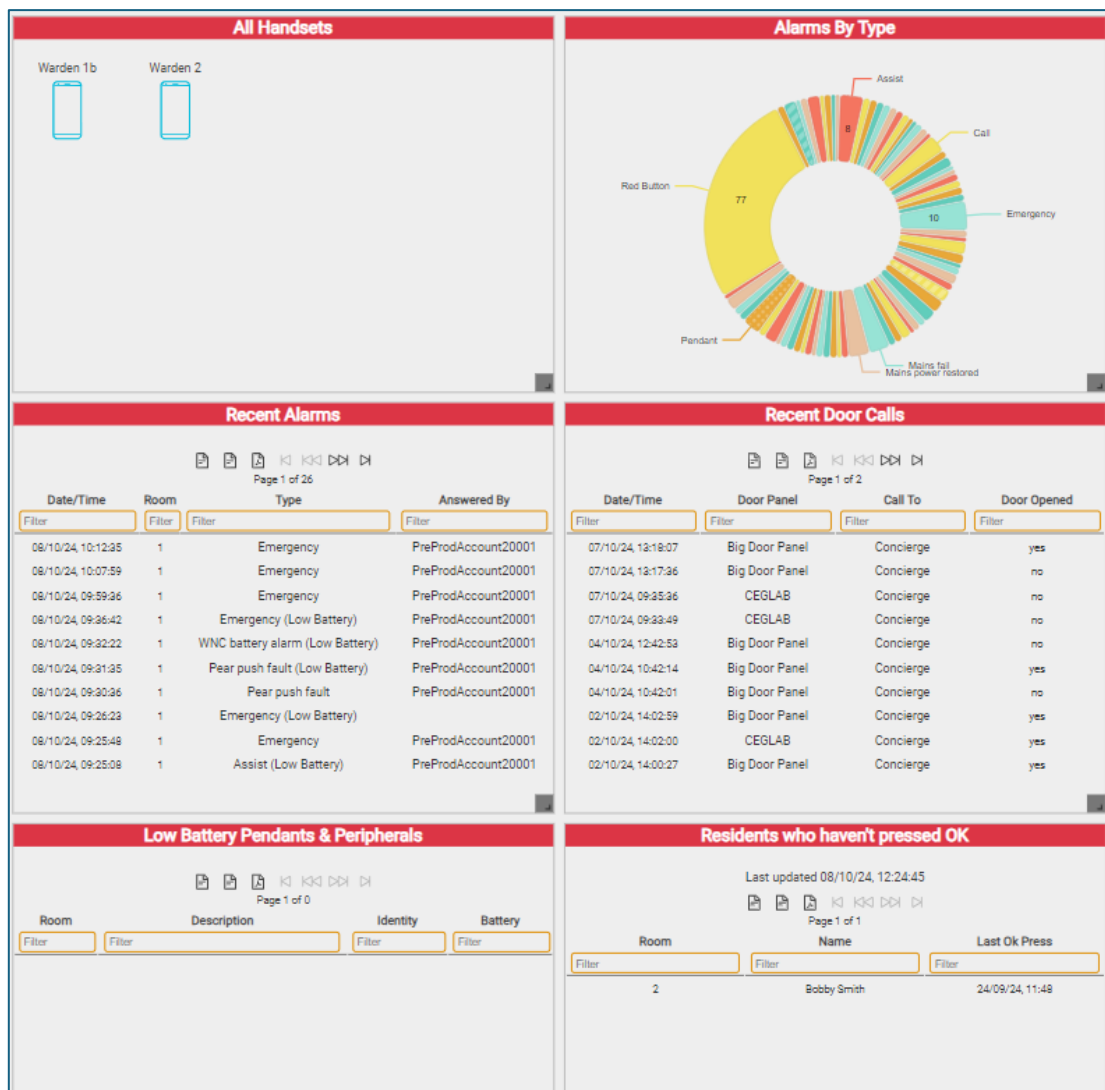 All Handsets
Warden 1b
Warden 2
Alarms By Type
Assist
8
Call
Red Button
77
Emergency
10
Pendant
Mains fail
Mains power restored
Recent Alarms
Page 1 of 26
Date/Time Room Type Answered By
Filter Filter Filter Filter
08/10/24, 10:12:35 1 Emergency PreProdAccount20001
08/10/24, 10:07:59 1 Emergency PreProdAccount20001
08/10/24, 09:59:36 1 Emergency PreProdAccount20001
08/10/24, 09:36:42 1 Emergency (Low Battery) PreProdAccount20001
08/10/24, 09:32:22 1 WNC battery alarm (Low Battery) PreProdAccount20001
08/10/24, 09:31:35 1 Pear push fault (Low Battery) PreProdAccount20001
08/10/24, 09:30:36 1 Pear push fault PreProdAccount20001
08/10/24, 09:26:23 1 Emergency (Low Battery)
08/10/24, 09:25:48 1 Emergency PreProdAccount20001
08/10/24, 09:25:08 1 Assist (Low Battery) PreProdAccount20001
Recent Door Calls
Page 1 of 2
Date/Time Door Panel Call To Door Opened
Filter Filter Filter Filter
07/10/24, 13:18:07 Big Door Panel Concierge yes
07/10/24, 13:17:36 Big Door Panel Concierge no
07/10/24, 09:35:36 CEGLAB Concierge no
07/10/24, 09:33:49 CEGLAB Concierge no
04/10/24, 12:42:53 Big Door Panel Concierge no
04/10/24, 10:42:14 Big Door Panel Concierge yes
04/10/24, 10:42:01 Big Door Panel Concierge no
02/10/24, 14:02:59 Big Door Panel Concierge yes
02/10/24, 14:02:00 CEGLAB Concierge yes
02/10/24, 14:00:27 Big Door Panel Concierge yes
Low Battery Pendants & Peripherals
Page 1 of 0
Room Description Identity Battery
Filter Filter Filter Filter
Residents who haven't pressed OK
Last updated 08/10/24, 12:24:45
Page 1 of 1
Room Name Last Ok Press
Filter Filter Filter
2 Bobby Smith 24/09/24, 11:48